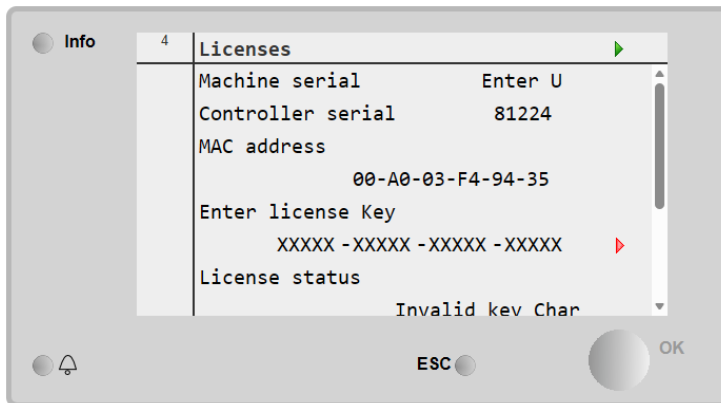 Info
4 Licenses
Machine serial Enter U
Controller serial 81224
MAC address
00-A0-03-F4-94-35
Enter license Key
XXXXX -XXXXX -XXXXX -XXXXX
License status
Invalid key Char
ESC
OK